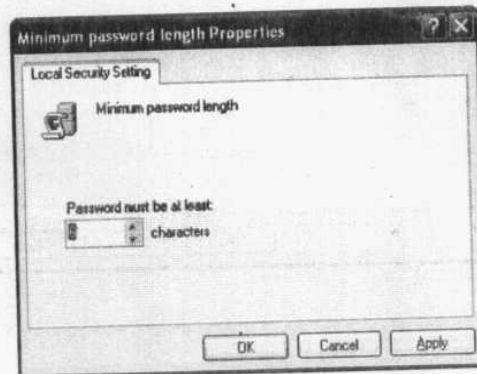 Minimum password length Properties
Local Security Setting
Minimum password length
Password must be at least:
characters
OK
Cancel
Apply